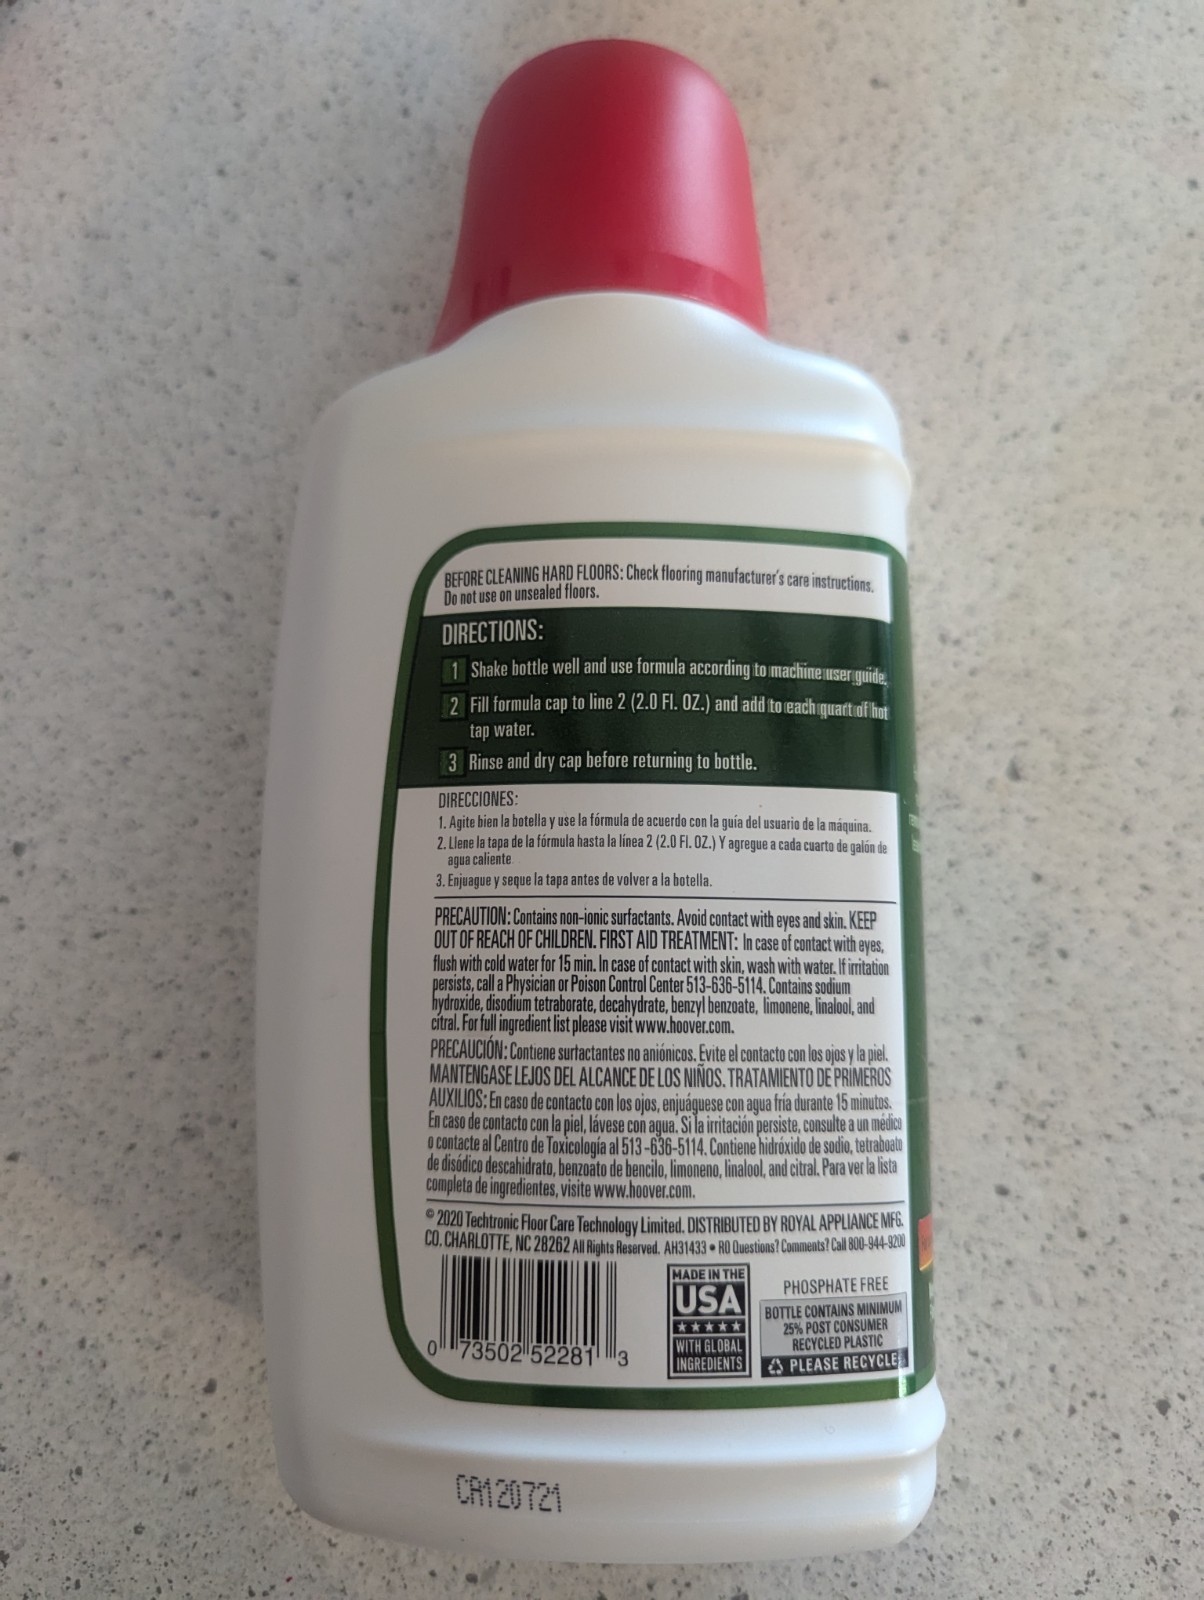 BEFORE CLEANING HARD FLOORS: Check flooring manufacturer's care instructions.
Do not use on unsealed floors.
DIRECTIONS:
1 Shake bottle well and use formula according to machine user guide.
2 Fill formula cap to line 2 (2.0 Fl. OZ.) and add to each quart of hot
tap water.
3 Rinse and dry cap before returning to bottle.
DIRECCIONES:
1. Agite bien la botella y use la fórmula de acuerdo con la guía del usuario de la máquina.
2. Llene la tapa de la fórmula hasta la línea 2 (2.0 Fl. OZ.) Y agregue a cada cuarto de galón de
agua caliente.
3. Enjuague y seque la tapa antes de volver a la botella.
PRECAUTION: Contains non-ionic surfactants. Avoid contact with eyes and skin. KEEP
OUT OF REACH OF CHILDREN. FIRST AID TREATMENT: In case of contact with eyes,
flush with cold water for 15 min. In case of contact with skin, wash with water. If irritation
persists, call a Physician or Poison Control Center 513-636-5114. Contains sodium
hydroxide, disodium tetraborate, decahydrate, benzyl benzoate, limonene, linalool, and
citral. For full ingredient list please visit www.hoover.com.
PRECAUCIÓN: Contiene surfactantes no aniónicos. Evite el contacto con los ojos y la piel.
MANTENGASE LEJOS DEL ALCANCE DE LOS NIÑOS. TRATAMIENTO DE PRIMEROS
AUXILIOS: En caso de contacto con los ojos, enjuáguese con agua fría durante 15 minutos.
En caso de contacto con la piel, lávese con agua. Si la irritación persiste, consulte a un médico
o contacte al Centro de Toxicología al 513-636-5114. Contiene hidróxido de sodio, tetraboato
de disódico descahidrato, benzoato de bencilo, limoneno, linalool, and citral. Para ver la lista
completa de ingredientes, visite www.hoover.com.
© 2020 Techtronic Floor Care Technology Limited. DISTRIBUTED BY ROYAL APPLIANCE MFG.
CO. CHARLOTTE, NC 28262 All Rights Reserved. AH31433 • R0 Questions? Comments? Call 800-944-9200
0 73502 52281 3
MADE IN THE
USA
WITH GLOBAL
INGREDIENTS
PHOSPHATE FREE
BOTTLE CONTAINS MINIMUM
25% POST CONSUMER
RECYCLED PLASTIC
PLEASE RECYCLE
CA120721